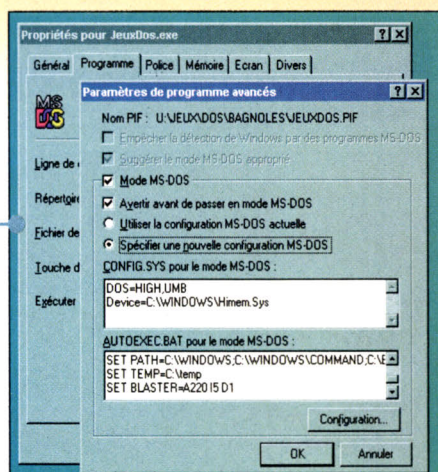 Propriétés pour JeuxDos.exe
Général Programme Police Mémoire Ecran Divers
MS DOS
Paramètres de programme avancés
Nom PIF : U:\JEUX\DOS\BAGNOLES\JEUXDOS.PIF
Empêcher la détection de Windows par des programmes MS-DOS
Suggérer le mode MS-DOS approprié
Mode MS-DOS
Ligne de
Avertir avant de passer en mode MS-DOS
Répertoire
Utiliser la configuration MS-DOS actuelle
Fichier de
Spécifier une nouvelle configuration MS-DOS
Touche d
CONFIG.SYS pour le mode MS-DOS :
Exécuter
DOS=HIGH,UMB
Device=C:\WINDOWS\Himem.Sys
AUTOEXEC.BAT pour le mode MS-DOS :
SET PATH=C:\WINDOWS;C:\WINDOWS\COMMAND;C:\
SET TEMP=C:\temp
SET BLASTER=A220 I5 D1
Configuration...
OK Annuler